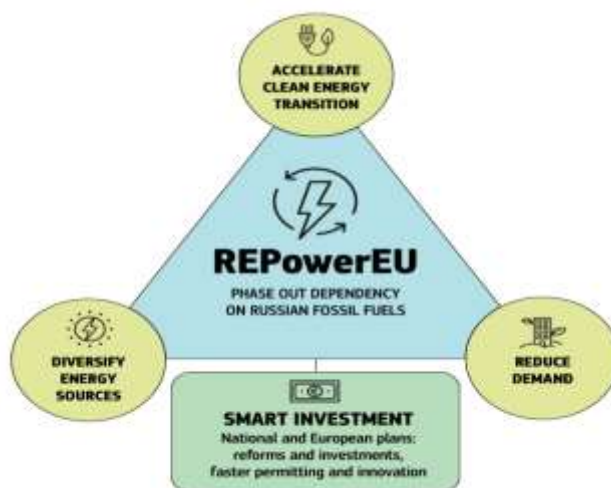 ACCELERATE
CLEAN ENERGY
TRANSITION
REPowerEU
PHASE OUT DEPENDENCY
ON RUSSIAN FOSSIL FUELS
DIVERSIFY
ENERGY
SOURCES
REDUCE
DEMAND
SMART INVESTMENT
National and European plans:
reforms and investments,
faster permitting and innovation